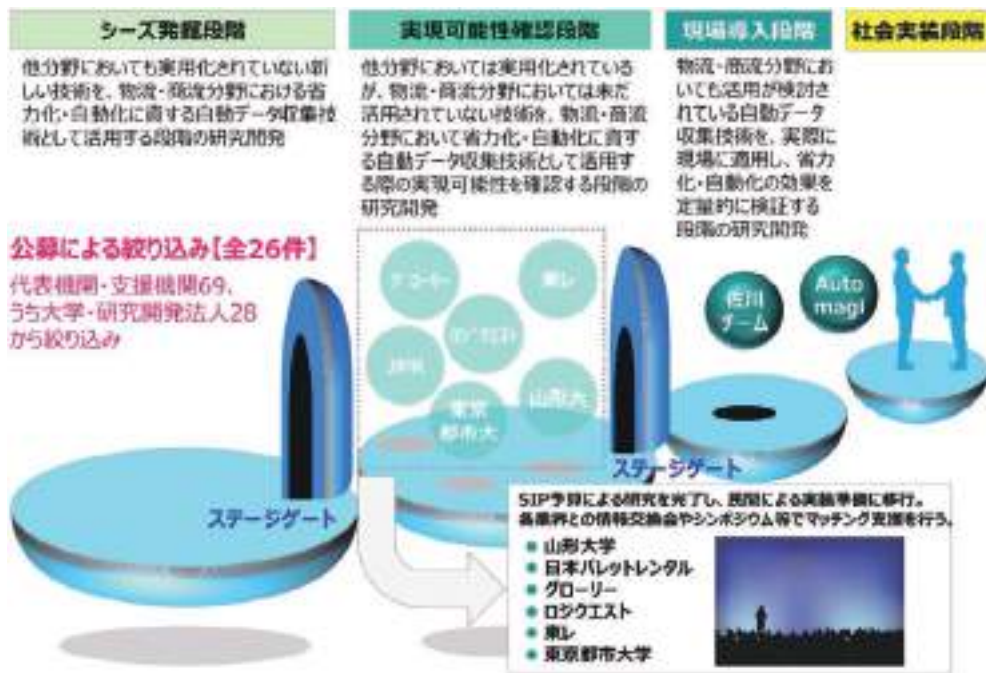 シーズ発掘段階
他分野においても実用化されていない新
しい技術を、物流・商流分野における省
力化・自動化に資する自動データ収集技
術として活用する段階の研究開発
実現可能性確認段階
他分野においては実用化されている
が、物流・商流分野においては未だ
活用されていない技術を、物流・商流
分野において省力化・自動化に資す
る自動データ収集技術として活用す
る際の実現可能性を確認する段階の
研究開発
現場導入段階
物流・商流分野にお
いても活用が検討さ
れている自動データ
収集技術を、実際に
現場に適用し、省力
化・自動化の効果を
定量的に検証する
段階の研究開発
社会実装段階
公募による絞り込み【全26件】
代表機関・支援機関69、
うち大学・研究開発法人28
から絞り込み
グローリー
東レ
ロジクエスト
JPR
東京
都市大
山形大
佐川
チーム
Auto
magi
ステージゲート
ステージゲート
SIP予算による研究を完了し、民間による実装準備に移行。
各業界との情報交換会やシンポジウム等でマッチング支援を行う。
● 山形大学
● 日本パレットレンタル
● グローリー
● ロジクエスト
● 東レ
● 東京都市大学